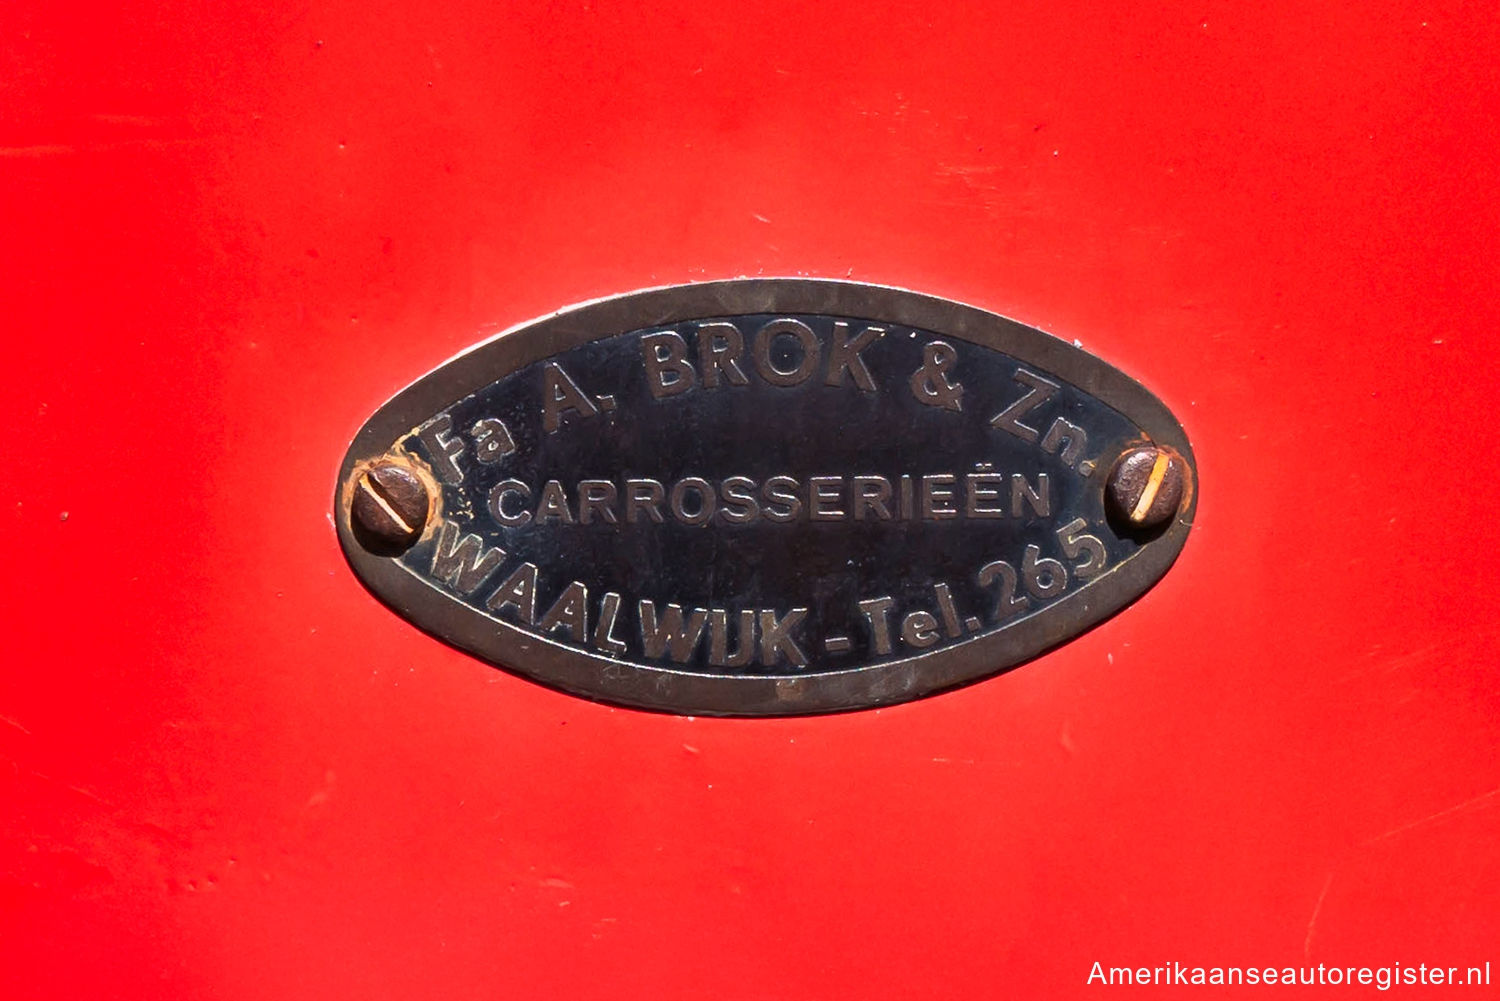 Fa A. BROK & Zn.
CARROSSERIEËN
WAALWIJK - Tel. 265
Amerikaanseautoregister.nl